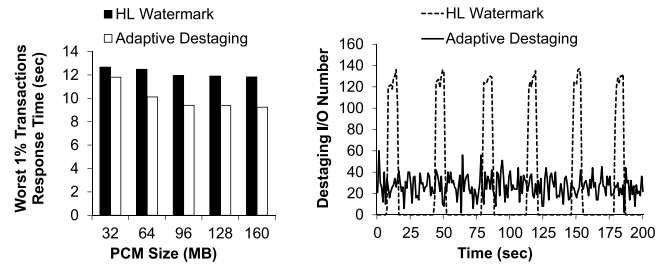 HL Watermark
Adaptive Destaging
Worst 1% Transactions
Response Time (sec)
14
12
10
8
6
4
2
0
32 64 96 128 160
PCM Size (MB)
HL Watermark
Adaptive Destaging
Destaging I/O Number
160
140
120
100
80
60
40
20
0
0 25 50 75 100 125 150 175 200
Time (sec)